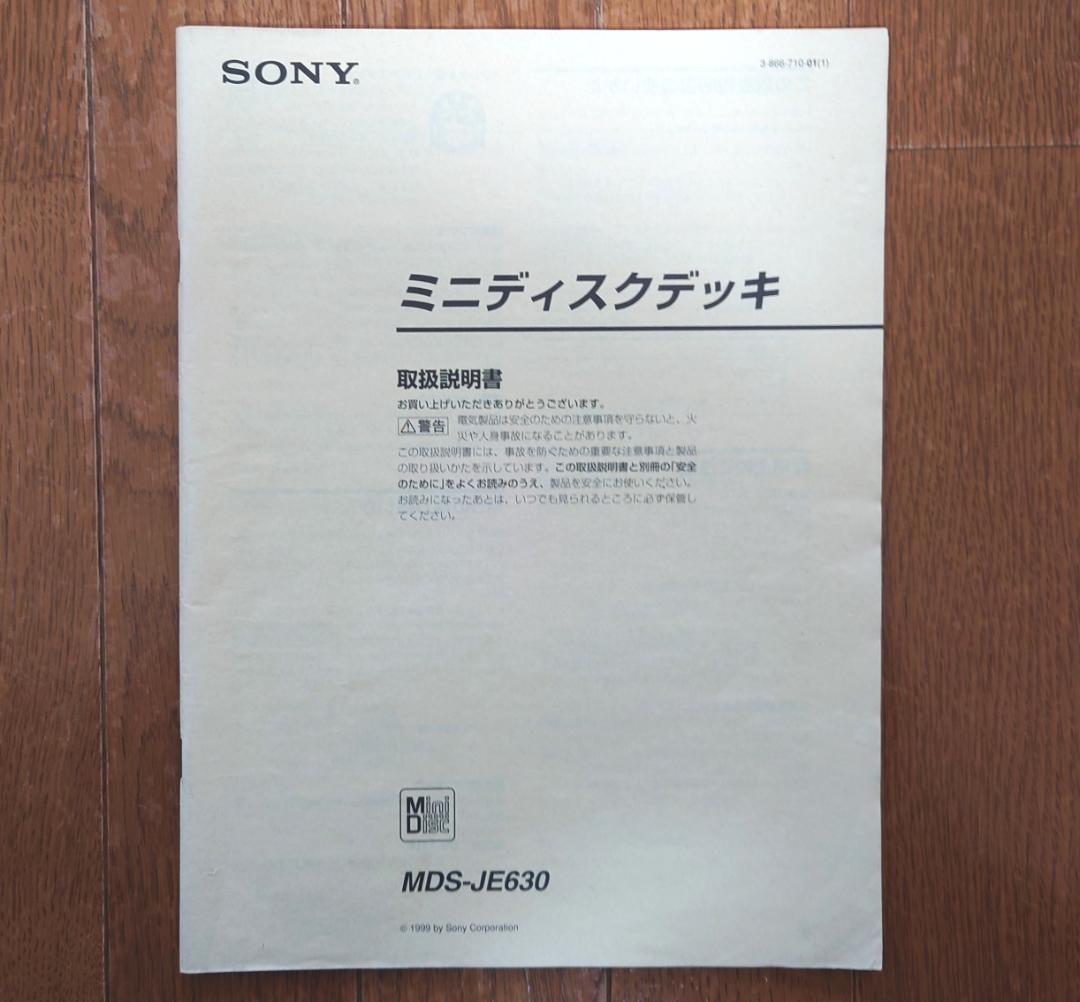 SONY®
3-866-710-01(1)
ミニディスクデッキ
取扱説明書
お買い上げいただきありがとうございます。
警告
電気製品は安全のための注意事項を守らないと、火
災や人身事故になることがあります。
この取扱説明書には、事故を防ぐための重要な注意事項と製品
の取り扱いかたを示しています。この取扱説明書と別冊の「安全
のために」をよくお読みのうえ、製品を安全にお使いください。
お読みになったあとは、いつでも見られるところに必ず保管し
てください。
Mini
Disc
MDS-JE630
© 1999 by Sony Corporation